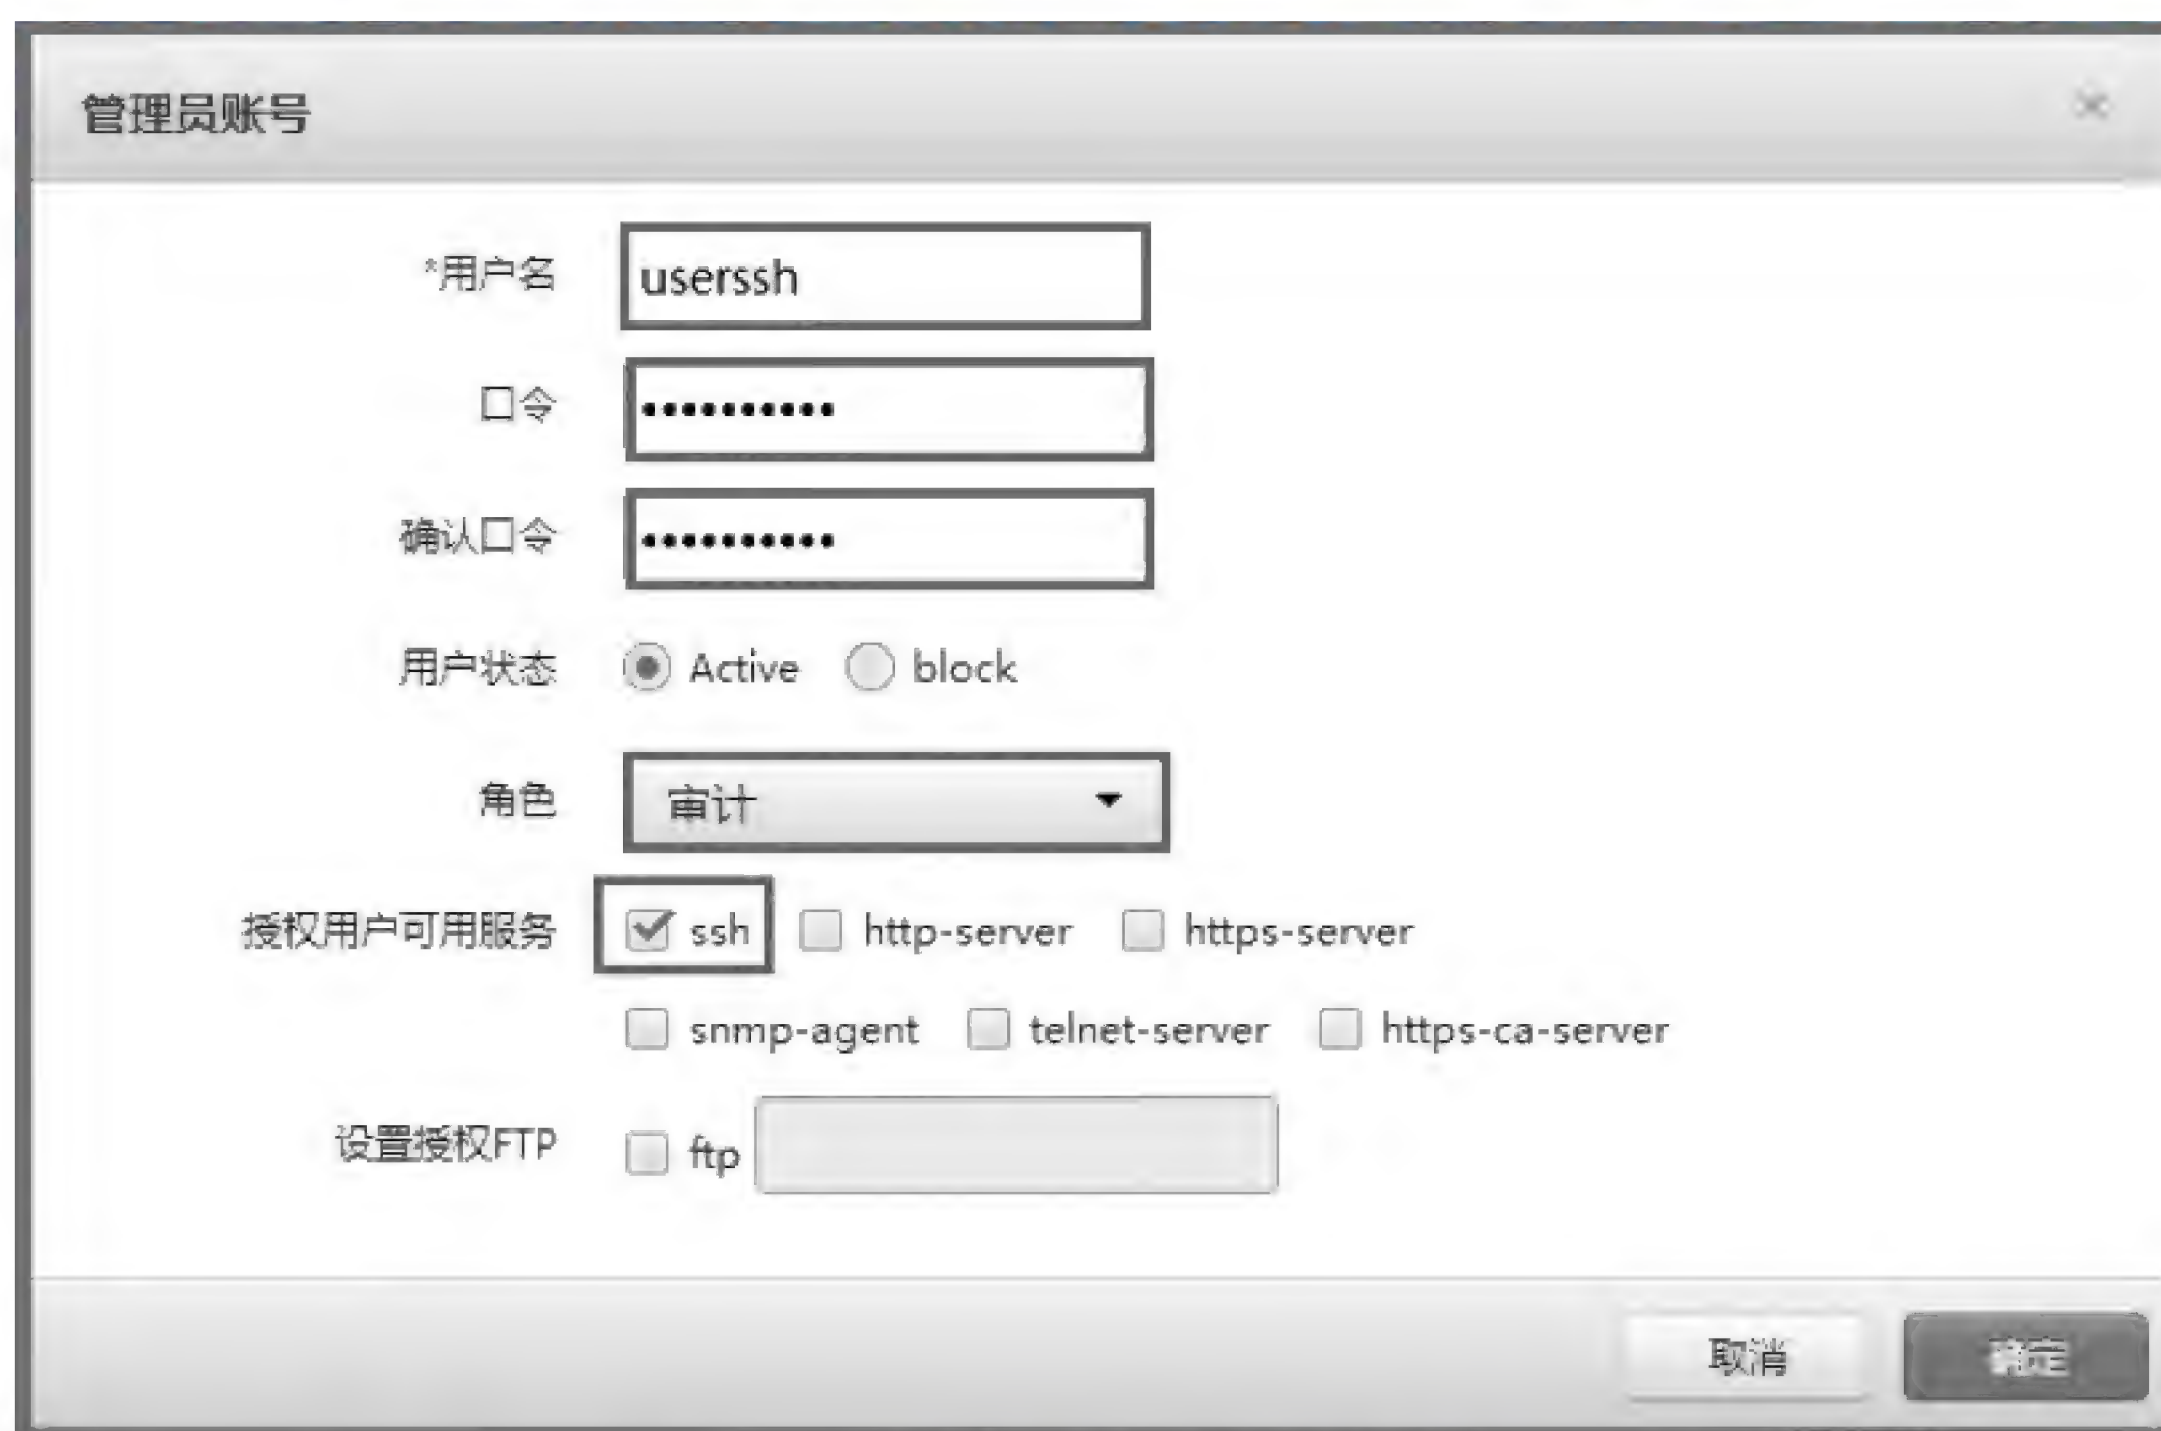 管理员账号
*用户名 userssh
口令 ••••••••••
确认口令 ••••••••••
用户状态 Active block
角色 审计
授权用户可用服务 ssh http-server https-server
snmp-agent telnet-server https-ca-server
设置授权FTP ftp
取消 确定